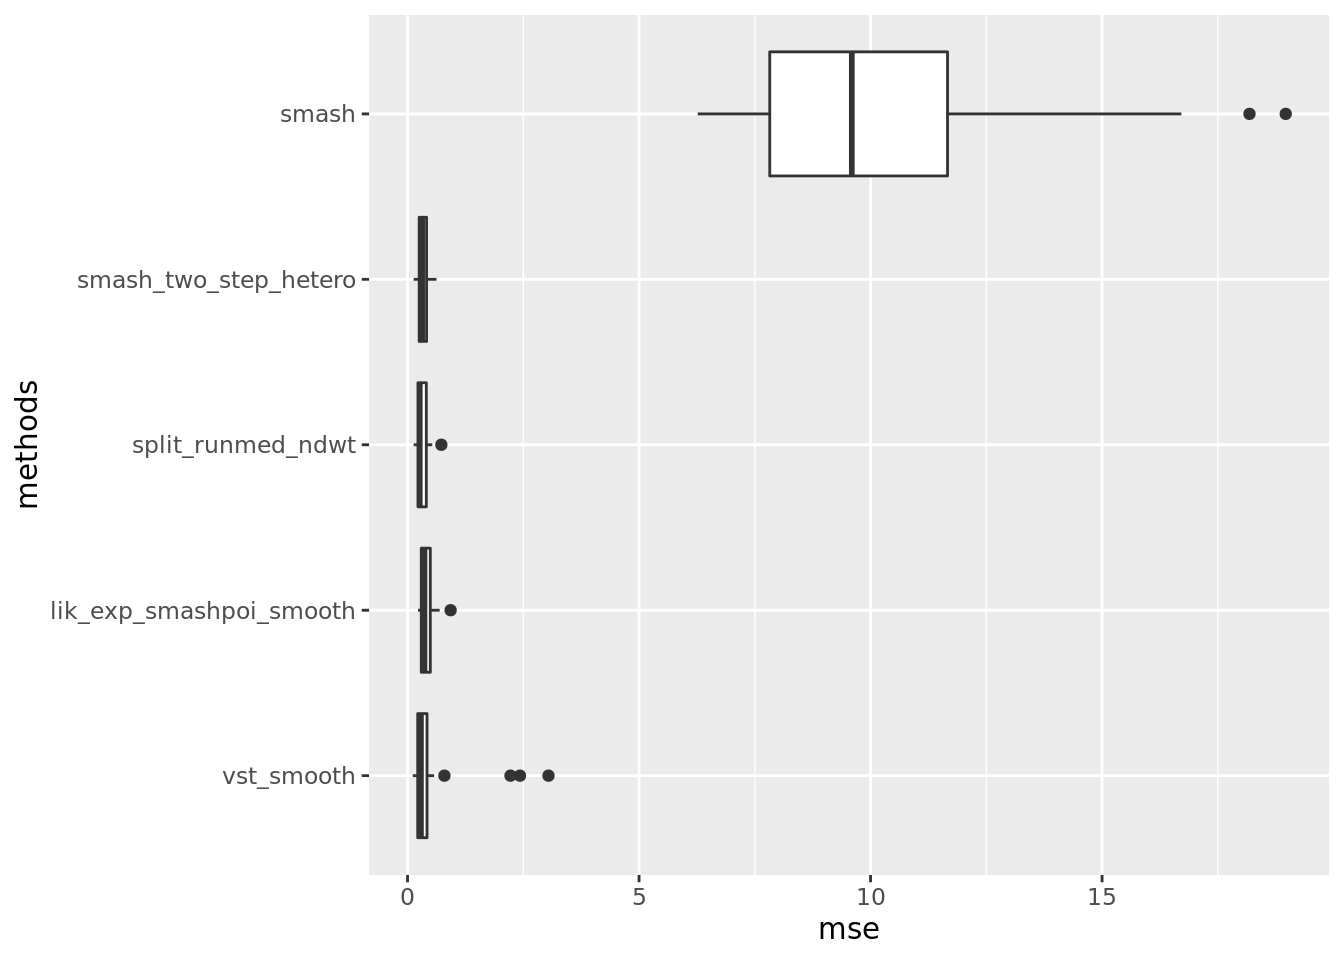 smash
smash_two_step_hetero
split_runmed_ndwt
lik_exp_smashpoi_smooth
vst_smooth
methods
0 5 10 15
mse